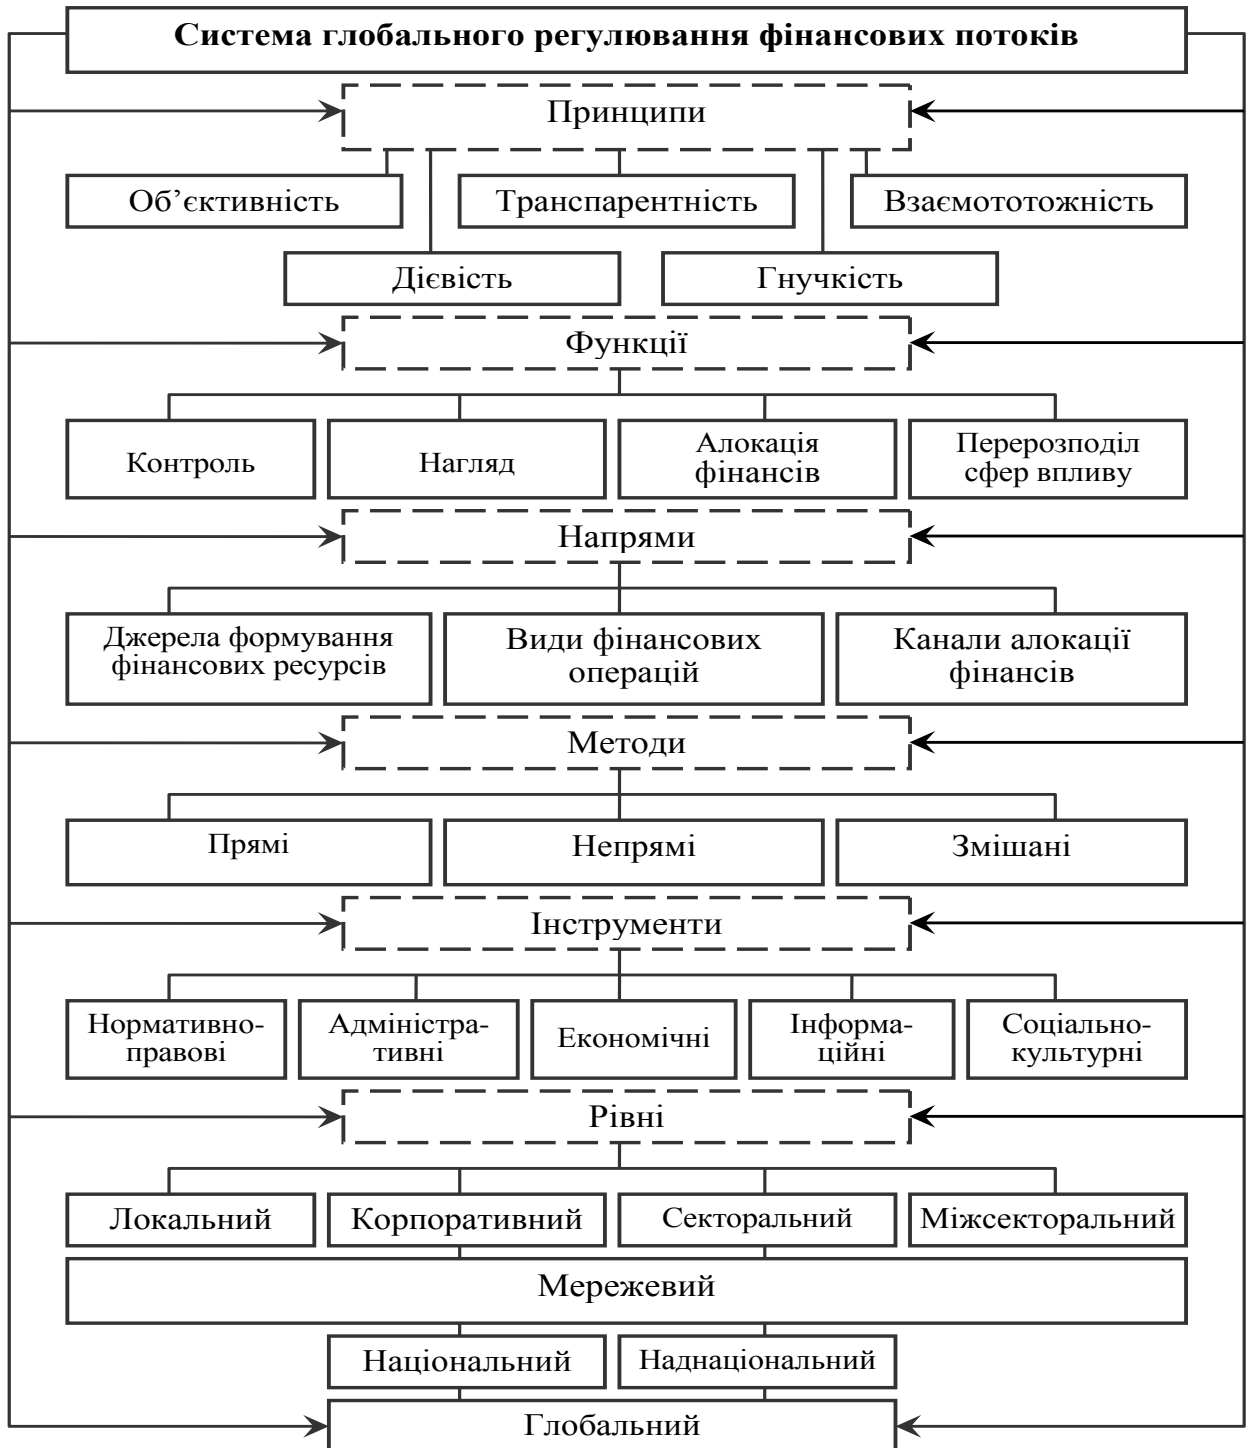 Система глобального регулювання фінансових потоків
Принципи
Об’єктивність
Транспарентність
Взаємототожність
Дієвість
Гнучкість
Функції
Контроль
Нагляд
Алокація
фінансів
Перерозподіл
сфер впливу
Напрями
Джерела формування
фінансових ресурсів
Види фінансових
операцій
Канали алокації
фінансів
Методи
Прямі
Непрямі
Змішані
Інструменти
Нормативно-
правові
Адміністра-
тивні
Економічні
Інформа-
ційні
Соціально-
культурні
Рівні
Локальний
Корпоративний
Секторальний
Міжсекторальний
Мережевий
Національний
Наднаціональний
Глобальний